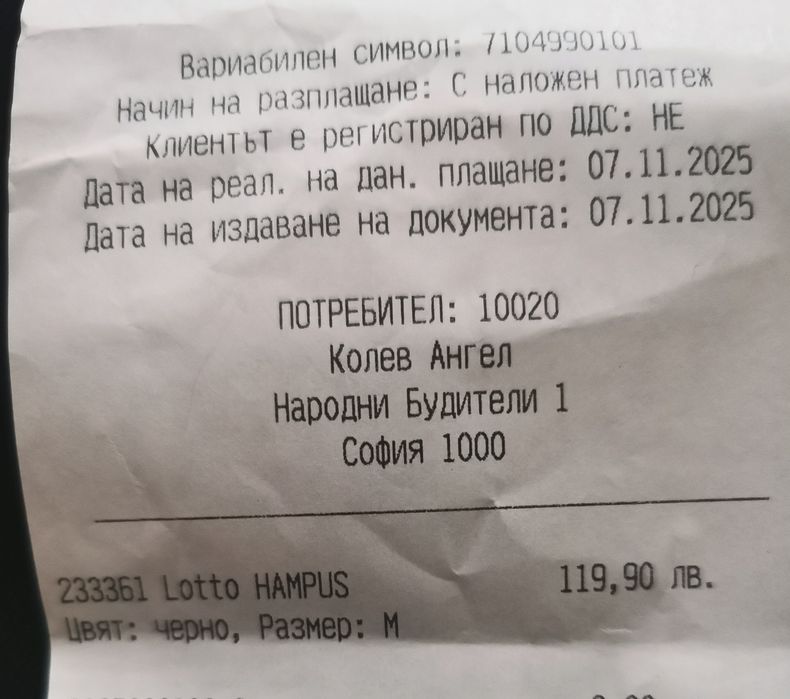 Вариабилен символ: 7104990101
Начин на разплащане: С наложен платеж
Клиентът е регистриран по ДДС: НЕ
Дата на реал. на дан. плащане: 07.11.2025
Дата на издаване на документа: 07.11.2025
ПОТРЕБИТЕЛ: 10020
Колев Ангел
Народни Будители 1
София 1000
233361 Lotto HAMPUS 119,90 лв.
Цвят: черно, Размер: M